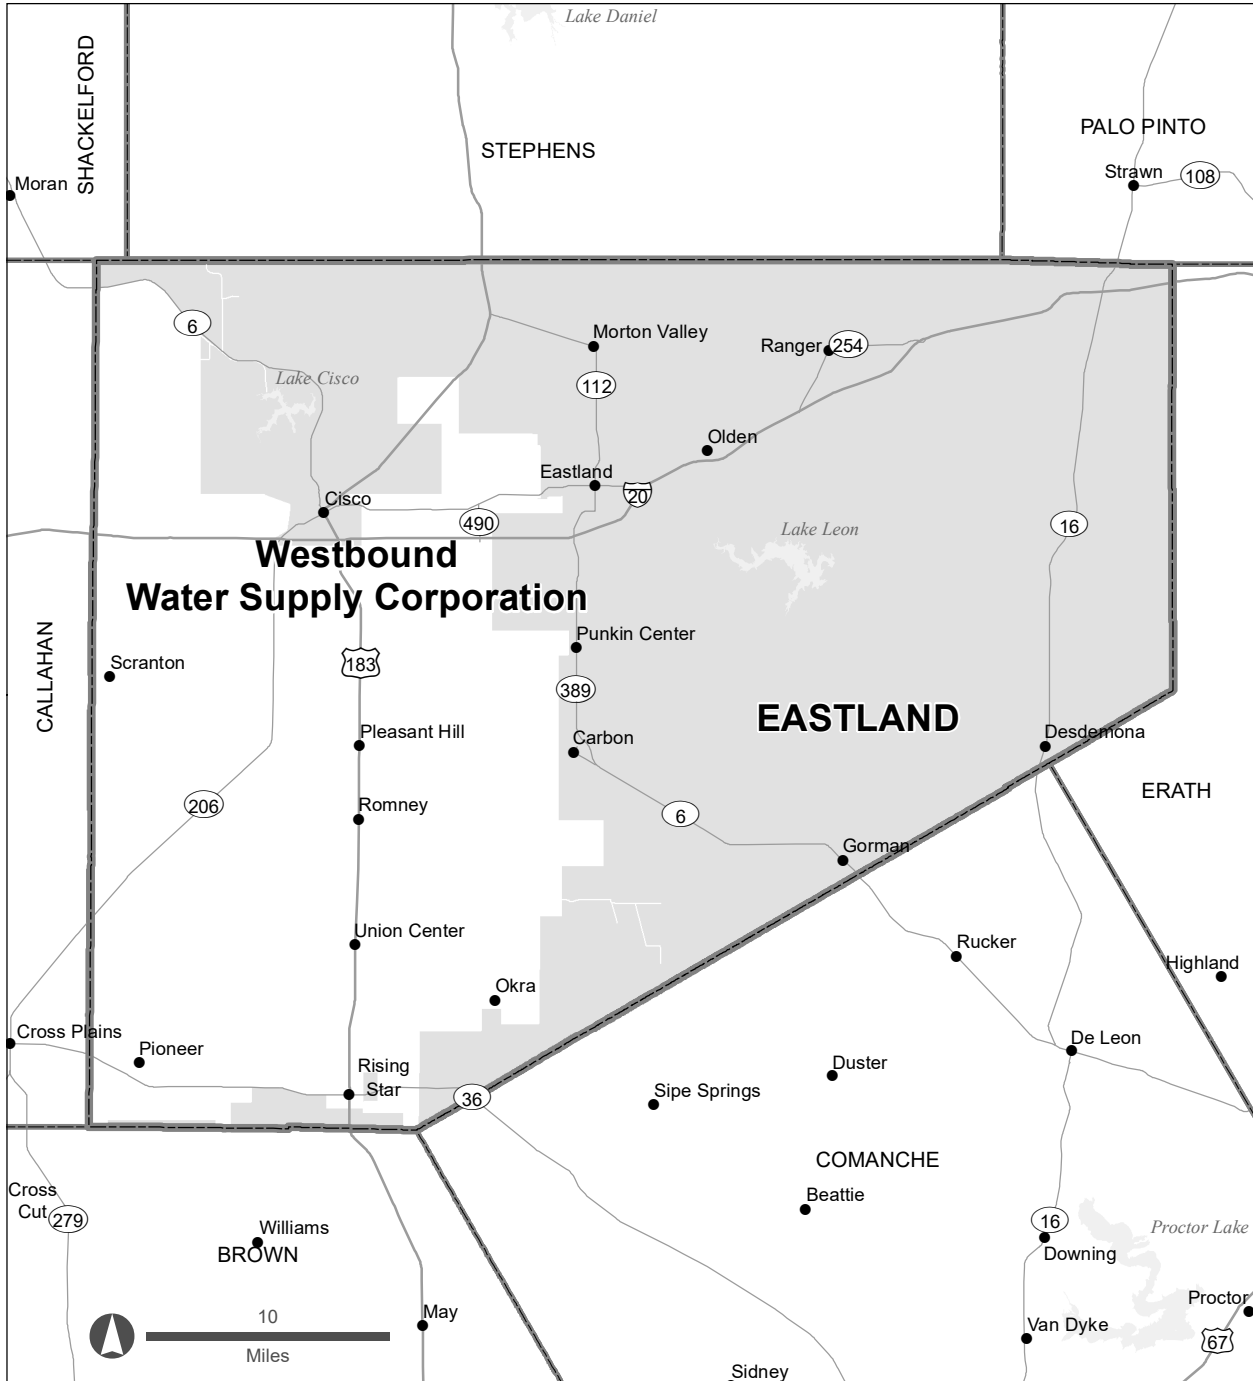 Lake Daniel
SHACKELFORD
STEPHENS
PALO PINTO
Strawn
108
Moran
6
Morton Valley
Ranger
254
Lake Cisco
112
Olden
Eastland
20
Cisco
490
Lake Leon
16
Westbound
Water Supply Corporation
CALLAHAN
Scranton
183
Punkin Center
389
EASTLAND
Pleasant Hill
Carbon
Desdemona
206
Romney
6
ERATH
Gorman
Union Center
Rucker
Highland
Okra
Cross Plains
Pioneer
Rising
Star
36
De Leon
Duster
Sipe Springs
COMANCHE
Cross
Cut
279
Williams
BROWN
Beattie
16
Downing
Proctor Lake
Proctor
67
Van Dyke
May
10
Miles
Sidney